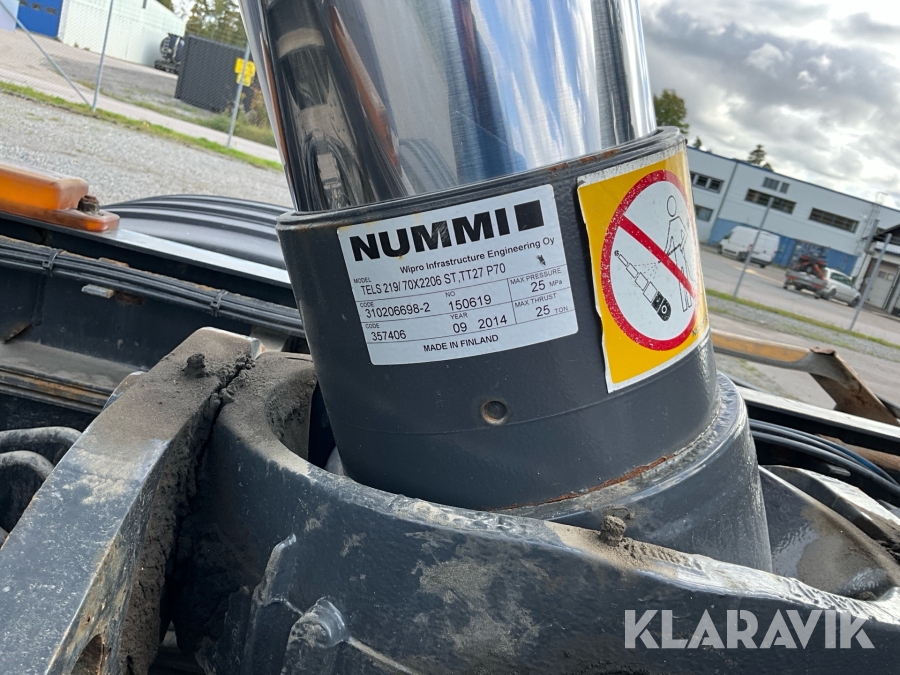 NUMMI
Wipro Infrastructure Engineering Oy
MODEL
TELS 219/70X2206 ST,TT27 P70
CODE NO MAX PRESSURE
310206698-2 150619 25 MPa
CODE YEAR MAX THRUST
357406 09 2014 25 TON
MADE IN FINLAND
KLARAVIK